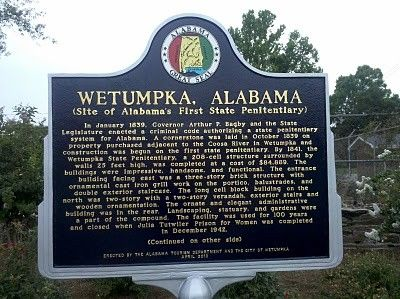 ALABAMA
GREAT SEAL
WETUMPKA, ALABAMA
(Site of Alabama's First State Penitentiary)
In January 1839, Governor Arthur P. Bagby and the State
Legislature enacted a criminal code authorizing a state penitentiary
system for Alabama. A cornerstone was laid in October 1839 on
property purchased adjacent to the Coosa River in Wetumpka and
construction was begun on the first state penitentiary. By 1841, the
Wetumpka State Penitentiary, a 208-cell structure surrounded by
walls 25 feet high, was completed at a cost of $84,889. The
buildings were impressive, handsome, and functional. The entrance
building facing east was a three-story brick structure with
ornamental cast iron grill work on the portico, balustrades, and
double exterior staircase. The long cell block building on the
north was two-story with a two-story verandah, exterior stairs and
wooden ornamentation. The ornate and elegant administrative
building was in the rear. Landscaping, statuary, and gardens were
a part of the compound. The facility was used for 100 years
and closed when Julia Tutwiler Prison for Women was completed
in December 1942.
(Continued on other side)
ERECTED BY THE ALABAMA TOURISM DEPARTMENT AND THE CITY OF WETUMPKA
APRIL 2010